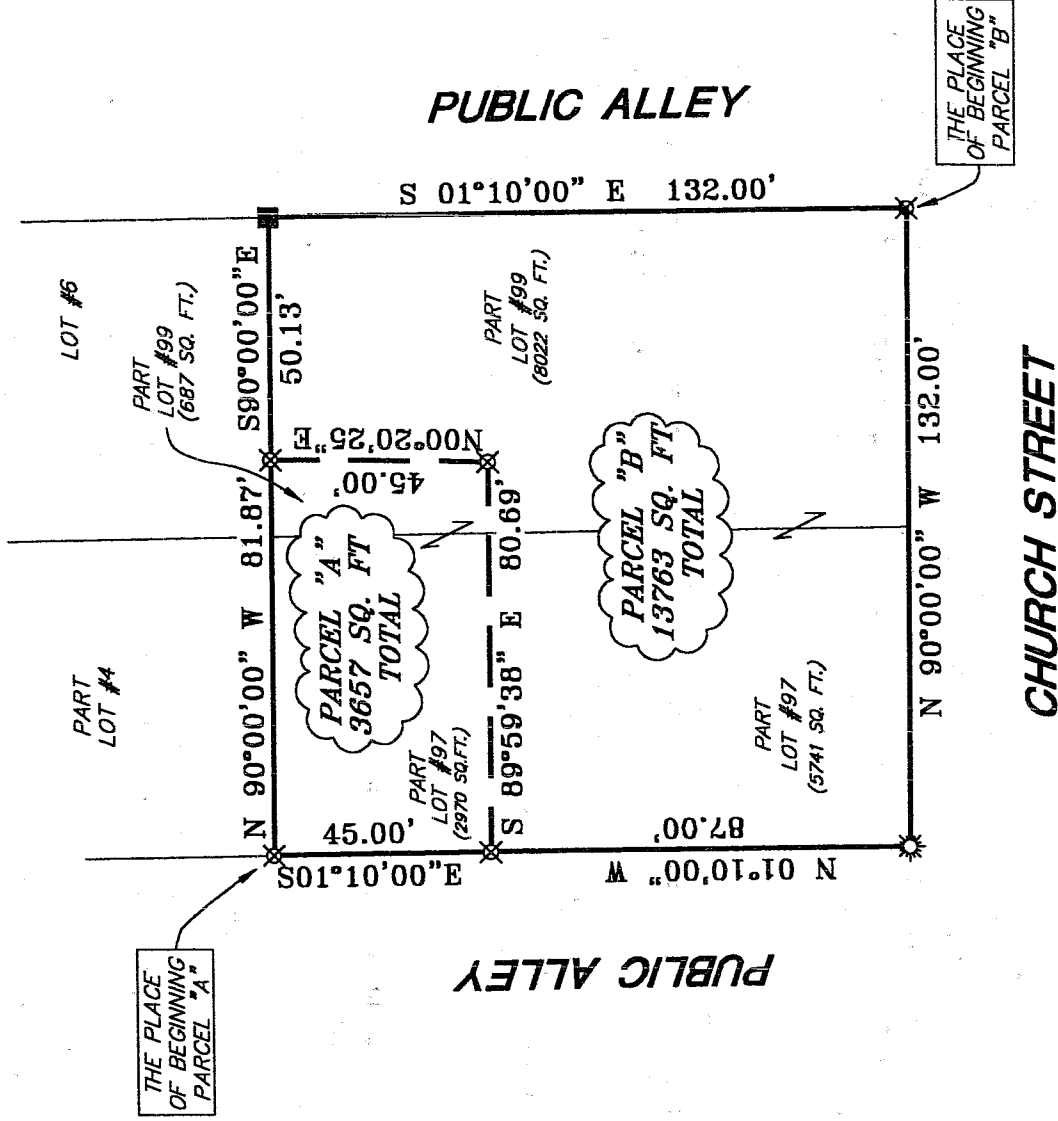 THE PLACE
OF BEGINNING
PARCEL "B"
PUBLIC ALLEY
S 01°10'00" E 132.00'
LOT #6
PART
LOT #99
(687 SQ. FT.)
S90°00'00"E
50.13'
PART
LOT #99
(8022 SQ. FT.)
N00°20'25"E
45.00'
N 90°00'00" W 81.87'
PARCEL "A"
3657 SQ. FT
TOTAL
S 89°59'38" E 80.69'
PARCEL "B"
13763 SQ. FT
TOTAL
N 90°00'00" W 132.00'
CHURCH STREET
PART
LOT #4
PART
LOT #97
(2970 SQ.FT.)
PART
LOT #97
(5741 SQ. FT.)
45.00'
S01°10'00"E
87.00'
N 01°10'00" W
PUBLIC ALLEY
THE PLACE
OF BEGINNING
PARCEL "A"